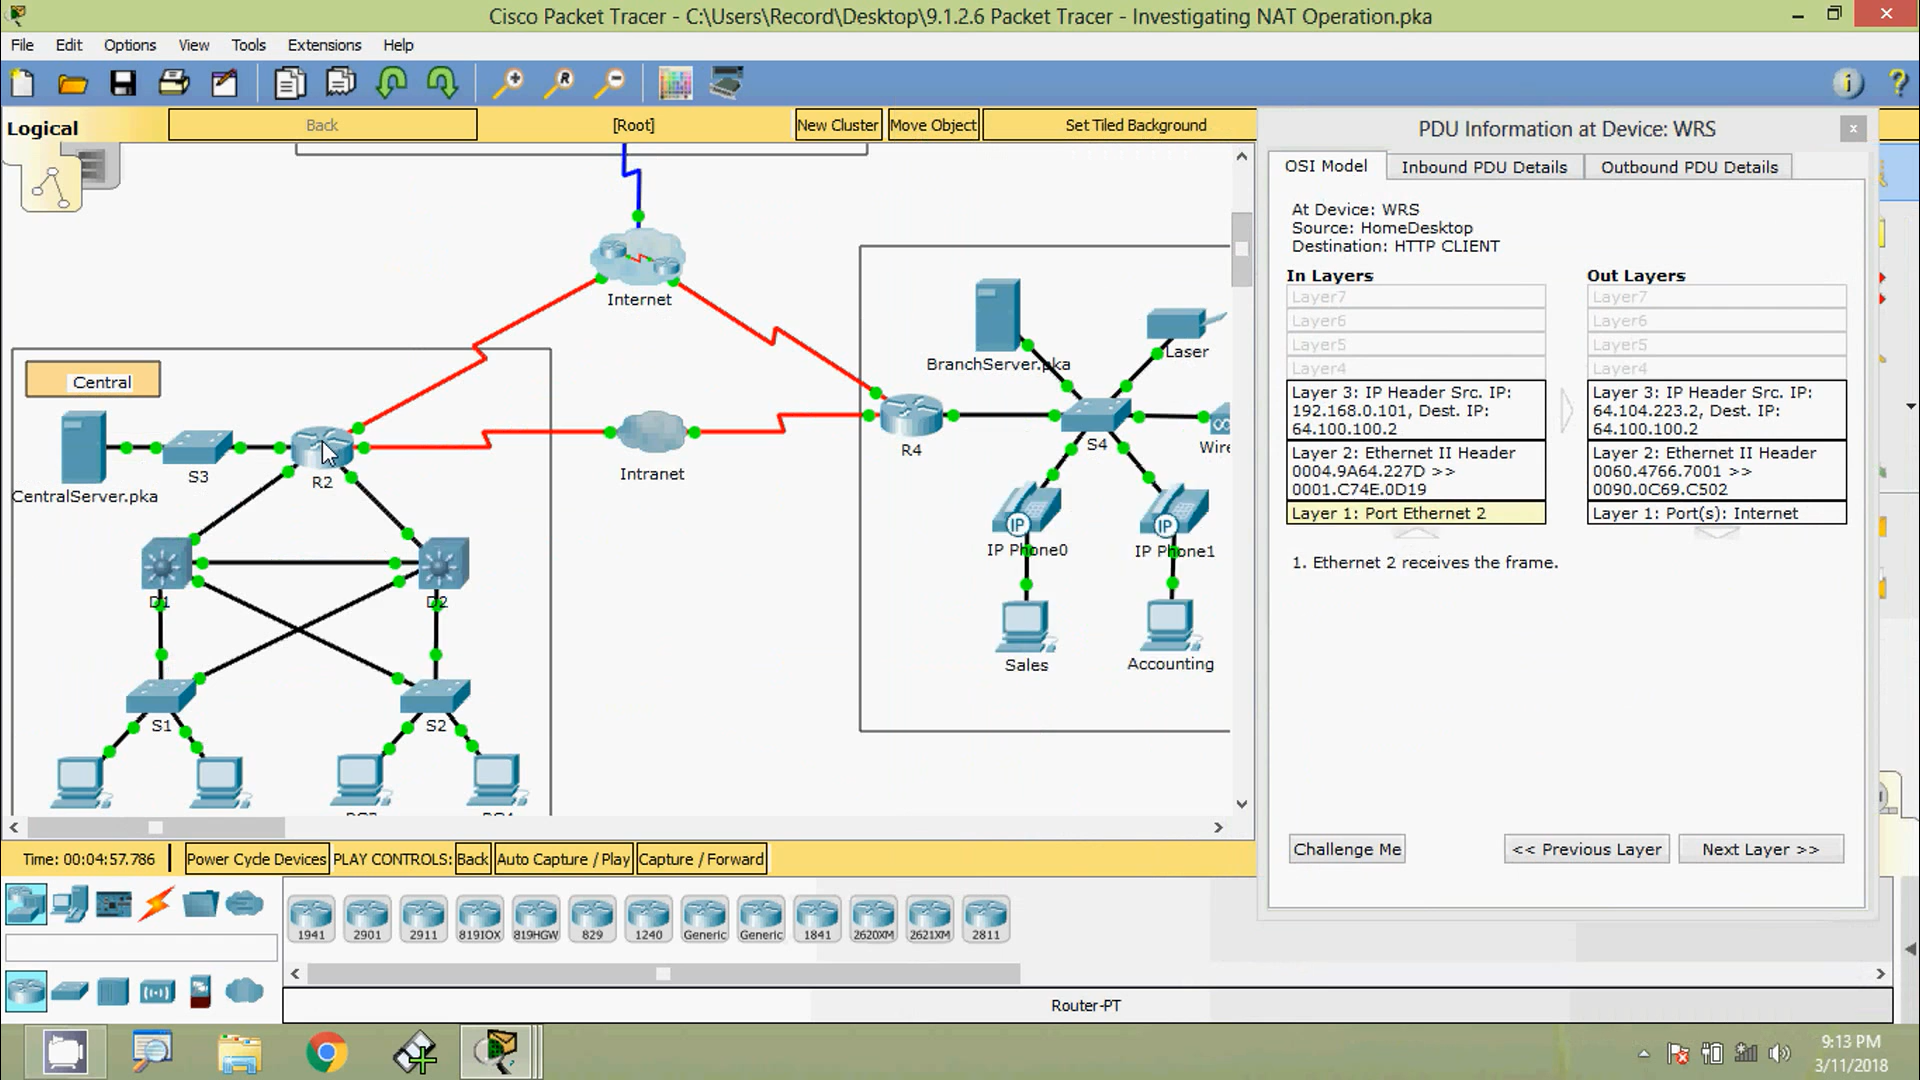 Cisco Packet Tracer - C:\Users\Record\Desktop\9.1.2.6 Packet Tracer - Investigating NAT Operation.pka
File Edit Options View Tools Extensions Help
Logical
Back
[Root]
New Cluster
Move Object
Set Tiled Background
PDU Information at Device: WRS
OSI Model
Inbound PDU Details
Outbound PDU Details
At Device: WRS
Source: HomeDesktop
Destination: HTTP CLIENT
In Layers
Layer7
Layer6
Layer5
Layer4
Layer 3: IP Header Src. IP:
192.168.0.101, Dest. IP:
64.100.100.2
Layer 2: Ethernet II Header
0004.9A64.227D >>
0001.C74E.0D19
Layer 1: Port Ethernet 2
Out Layers
Layer7
Layer6
Layer5
Layer4
Layer 3: IP Header Src. IP:
64.104.223.2, Dest. IP:
64.100.100.2
Layer 2: Ethernet II Header
0060.4766.7001 >>
0090.0C69.C502
Layer 1: Port(s): Internet
1. Ethernet 2 receives the frame.
Challenge Me
<< Previous Layer
Next Layer >>
Internet
Central
CentralServer.pka
S3
R2
Intranet
R4
BranchServer.pka
Laser
S4
Wire
IP
IP Phone0
IP
IP Phone1
Sales
Accounting
D1
D2
S1
S2
Time: 00:04:57.786
Power Cycle Devices
PLAY CONTROLS:
Back
Auto Capture / Play
Capture / Forward
1941
2901
2911
819IOX
819HGW
829
1240
Generic
Generic
1841
2620XM
2621XM
2811
Router-PT
9:13 PM
3/11/2018